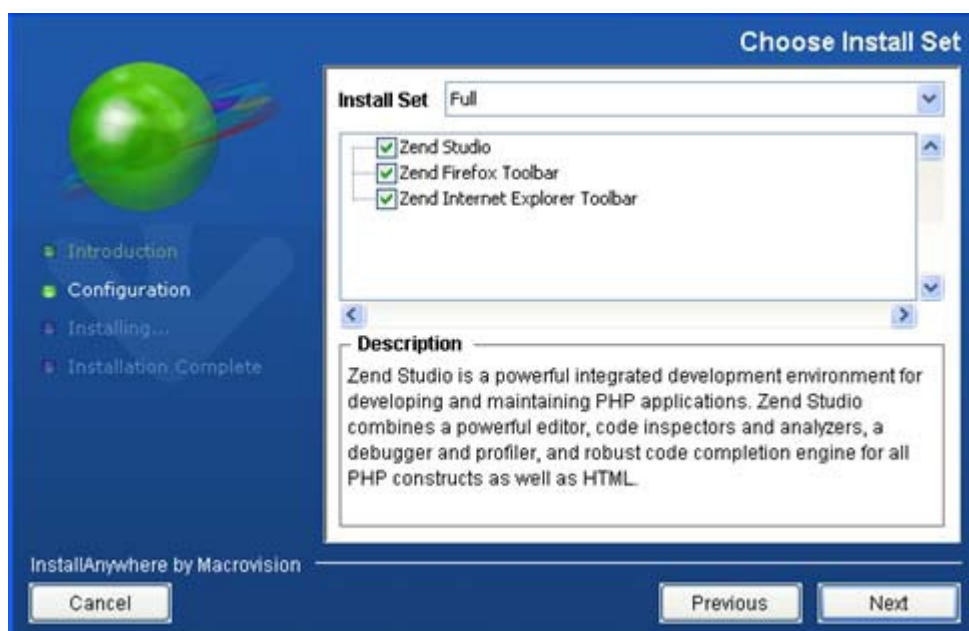 Choose Install Set
Install Set Full
Zend Studio
Zend Firefox Toolbar
Zend Internet Explorer Toolbar
Introduction
Configuration
Installing...
Installation Complete
Description
Zend Studio is a powerful integrated development environment for
developing and maintaining PHP applications. Zend Studio
combines a powerful editor, code inspectors and analyzers, a
debugger and profiler, and robust code completion engine for all
PHP constructs as well as HTML.
InstallAnywhere by Macrovision
Cancel Previous Next